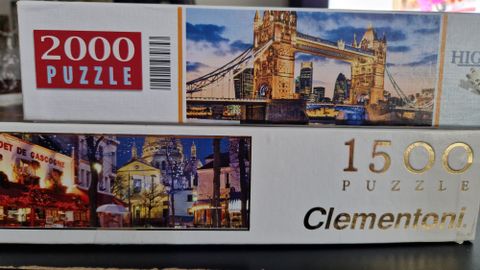 2000
PUZZLE
HIG
DET DE GASCOGNE
1500
PUZZLE
Clementoni.